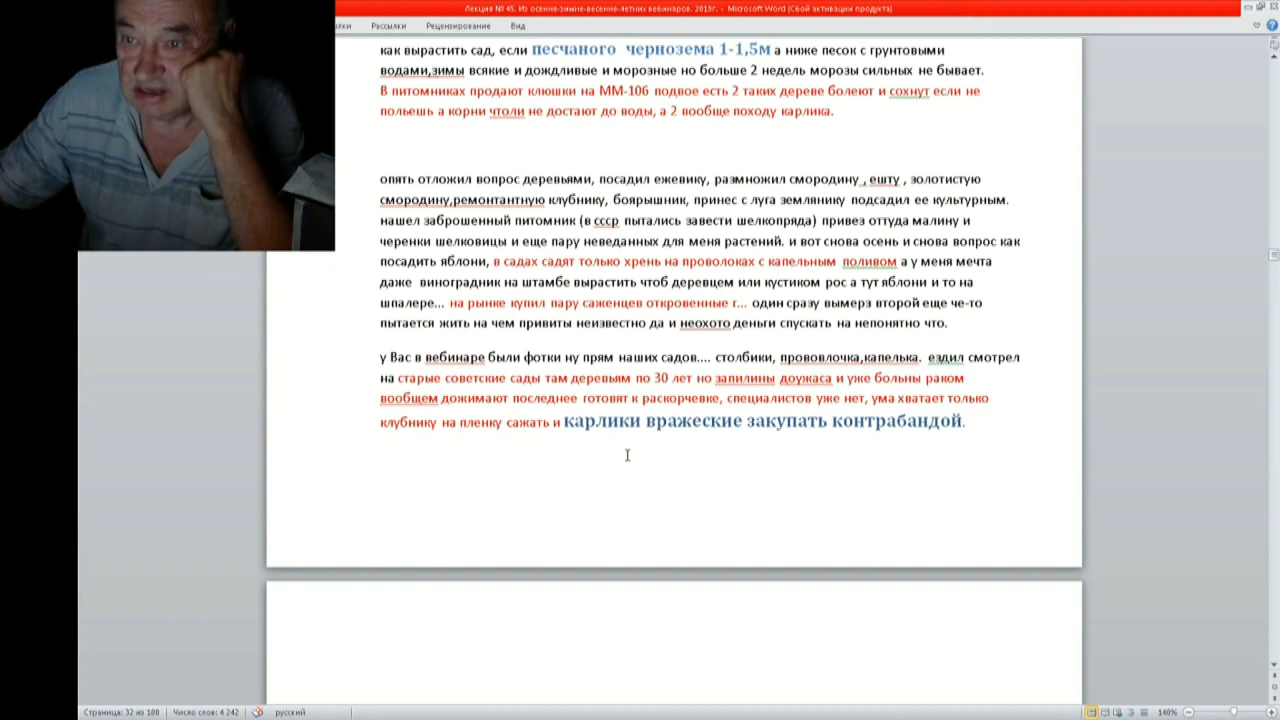 Лекция № 45. Из осенне-зимне-весенне-летних вебинаров. 2019г. - Microsoft Word (Сбой активации продукта)
лки Рассылки Рецензирование Вид
как вырастить сад, если песчаного чернозема 1-1,5м а ниже песок с грунтовыми
водами,зимы всякие и дождливые и морозные но больше 2 недель морозы сильных не бывает.
В питомниках продают клюшки на ММ-106 подвое есть 2 таких дереве болеют и сохнут если не
польешь а корни чтоли не достают до воды, а 2 вообще походу карлика.
опять отложил вопрос деревьями, посадил ежевику, размножил смородину , ешту , золотистую
смородину,ремонтантную клубнику, боярышник, принес с луга землянику подсадил ее культурным.
нашел заброшенный питомник (в ссср пытались завести шелкопряда) привез оттуда малину и
черенки шелковицы и еще пару неведанных для меня растений. и вот снова осень и снова вопрос как
посадить яблони, в садах садят только хрень на проволоках с капельным поливом а у меня мечта
даже виноградник на штамбе вырастить чтоб деревцем или кустиком рос а тут яблони и то на
шпалере... на рынке купил пару саженцев откровенные г... один сразу вымерз второй еще че-то
пытается жить на чем привиты неизвестно да и неохото деньги спускать на непонятно что.
у Вас в вебинаре были фотки ну прям наших садов.... столбики, прововлочка,капелька. ездил смотрел
на старые советские сады там деревьям по 30 лет но запилины доужаса и уже больны раком
вообщем дожимают последнее готовят к раскорчевке, специалистов уже нет, ума хватает только
клубнику на пленку сажать и карлики вражеские закупать контрабандой.
Страница: 32 из 100 Число слов: 4 242 русский 140%